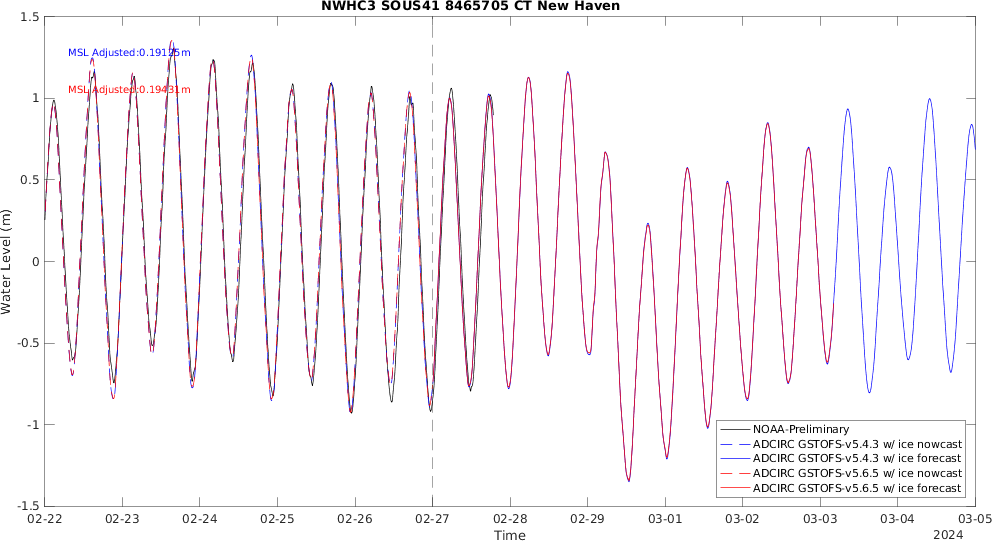 NWHC3 SOUS41 8465705 CT New Haven
1.5
1
0.5
0
-0.5
-1
-1.5
Water Level (m)
MSL Adjusted:0.19125m
MSL Adjusted:0.19431m
NOAA-Preliminary
ADCIRC GSTOFS-v5.4.3 w/ ice nowcast
ADCIRC GSTOFS-v5.4.3 w/ ice forecast
ADCIRC GSTOFS-v5.6.5 w/ ice nowcast
ADCIRC GSTOFS-v5.6.5 w/ ice forecast
02-22 02-23 02-24 02-25 02-26 02-27 02-28 02-29 03-01 03-02 03-03 03-04 03-05
Time
2024